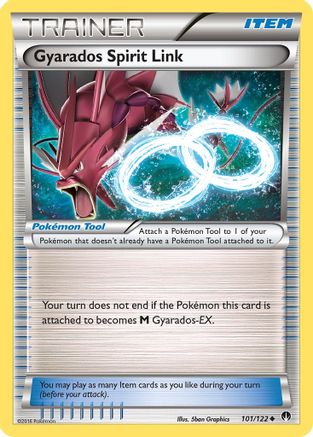 TRAINER
ITEM
Gyarados Spirit Link
Pokémon Tool
Attach a Pokémon Tool to 1 of your
Pokémon that doesn't already have a Pokémon Tool attached to it.
Your turn does not end if the Pokémon this card is
attached to becomes M Gyarados-EX.
You may play as many Item cards as you like during your turn
(before your attack).
©2016 Pokémon
Illus. 5ban Graphics
101/122